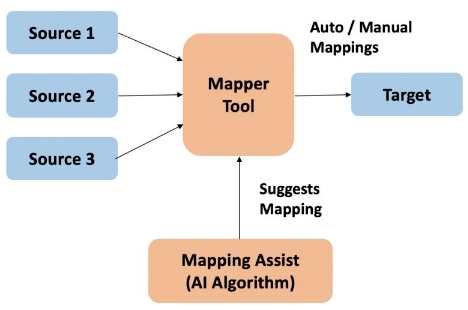 Source 1
Source 2
Source 3
Mapper
Tool
Auto / Manual
Mappings
Target
Suggests
Mapping
Mapping Assist
(AI Algorithm)